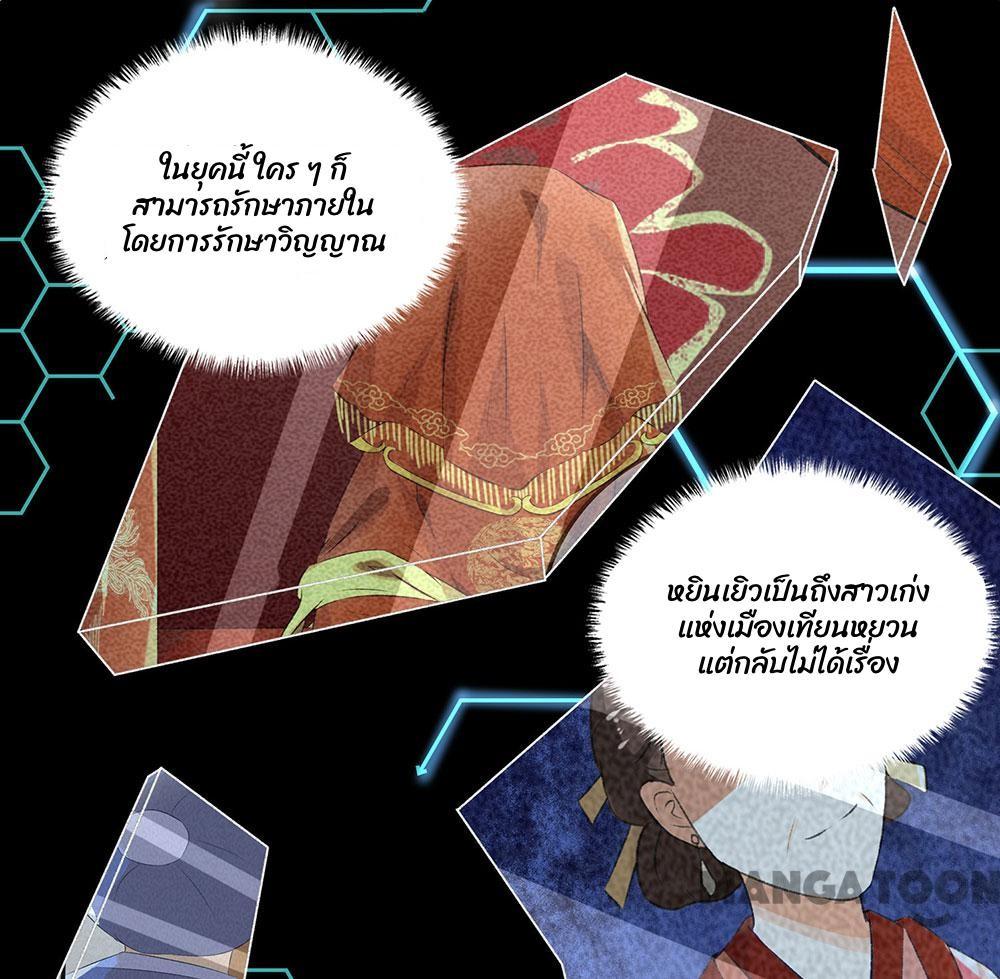 ในยุคนี้ ใคร ๆ ก็
สามารถรักษาภายใน
โดยการรักษาวิญญาณ
หยินเยิวเป็นถึงสาวเก่ง
แห่งเมืองเทียนหยวน
แต่กลับไม่ได้เรื่อง
MANGATOON